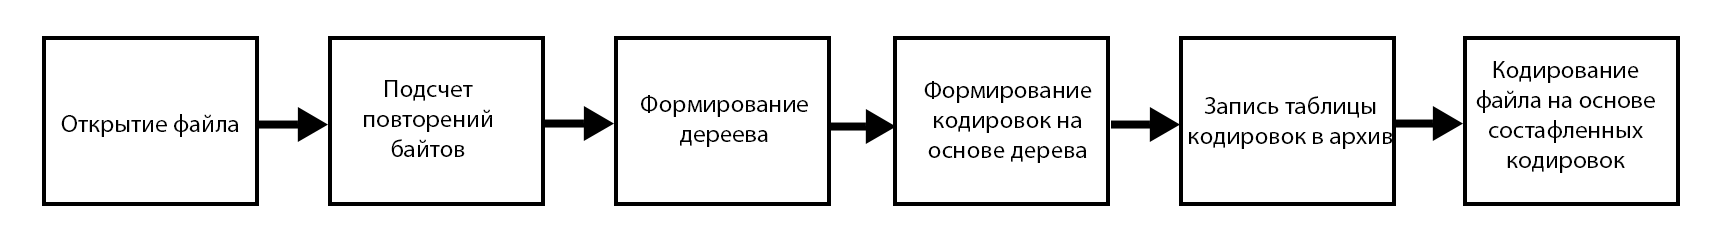 Открытие файла
Подсчет
повторений
байтов
Формирование
дереева
Формирование
кодировок на
основе дерева
Запись таблицы
кодировок в архив
Кодирование
файла на основе
состафленных
кодировок